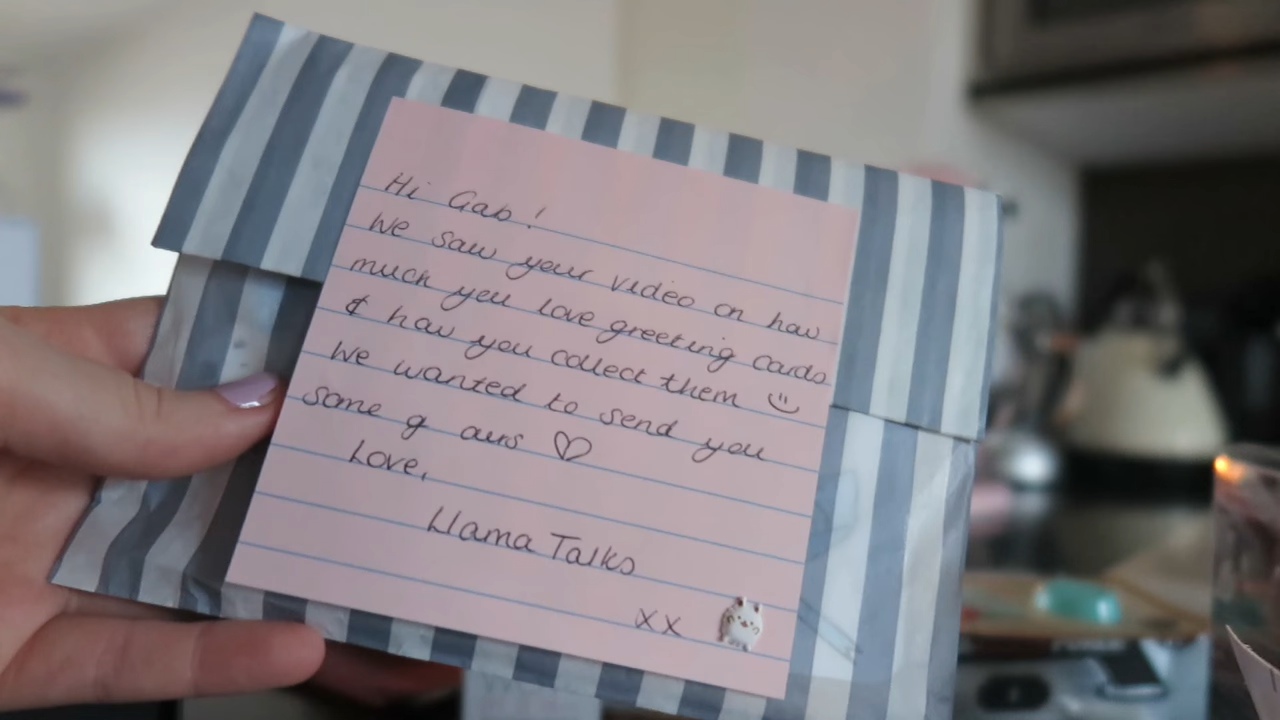 Hi Gab!
We saw your video on how
much you love greeting cards
& how you collect them ☺
We wanted to send you
some of ours ♡
Love,
Llama Talks
xx